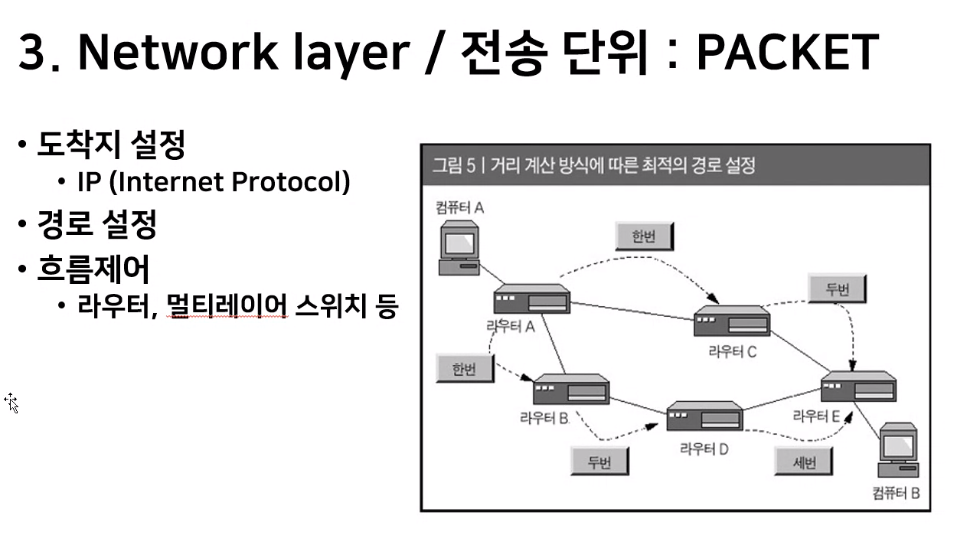 3. Network layer / 전송 단위 : PACKET
• 도착지 설정
• IP (Internet Protocol)
• 경로 설정
• 흐름제어
• 라우터, 멀티레이어 스위치 등
그림 5 | 거리 계산 방식에 따른 최적의 경로 설정
컴퓨터 A
한번
두번
라우터 A
라우터 C
한번
라우터 B
라우터 E
라우터 D
두번
세번
컴퓨터 B